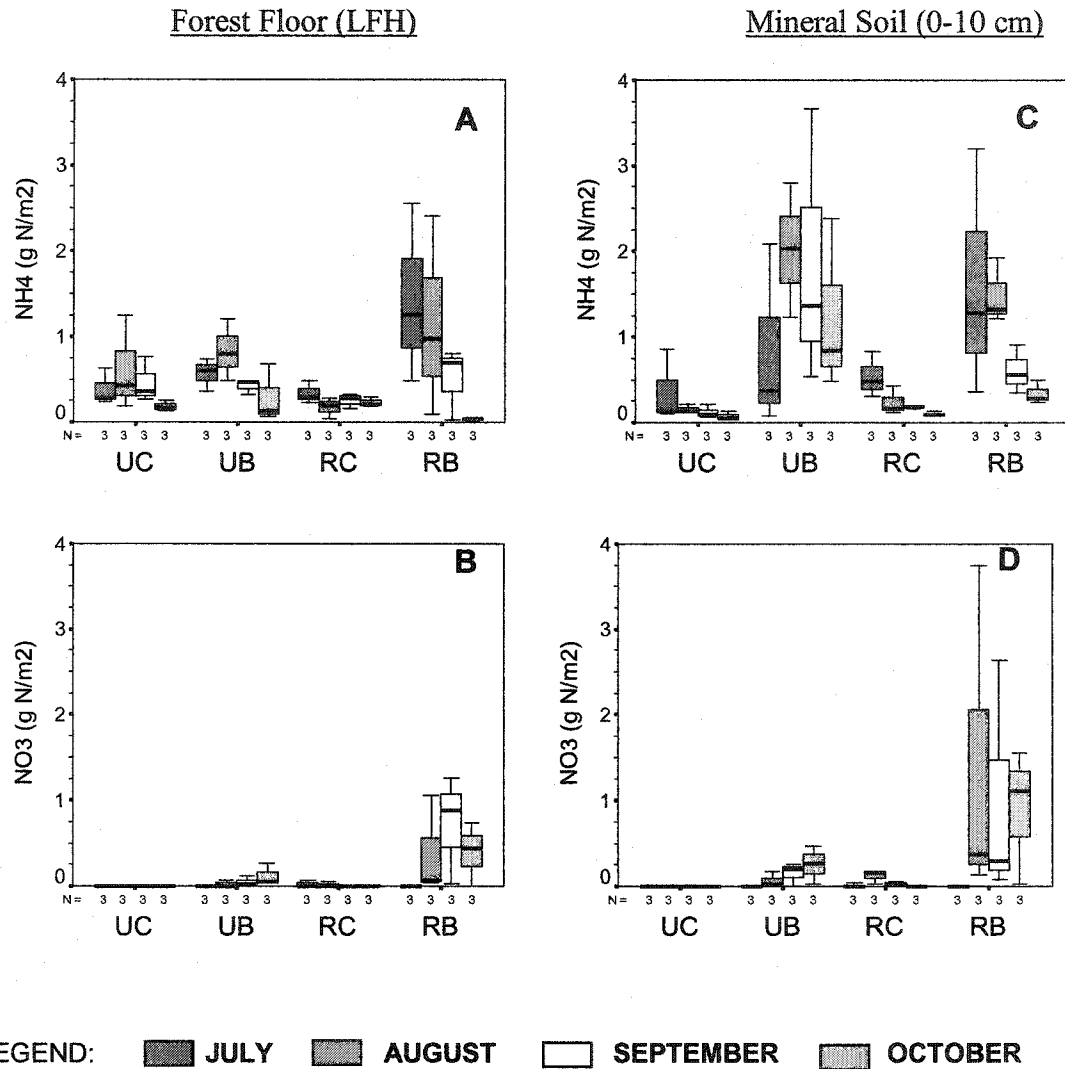 Forest Floor (LFH)
Mineral Soil (0-10 cm)
A
NH4 (g N/m2)
4
3
2
1
0
N= 3 3 3 3 3 3 3 3 3 3 3 3 3 3 3 3
UC UB RC RB
C
NH4 (g N/m2)
4
3
2
1
0
N= 3 3 3 3 3 3 3 3 3 3 3 3 3 3 3 3
UC UB RC RB
B
NO3 (g N/m2)
4
3
2
1
0
N= 3 3 3 3 3 3 3 3 3 3 3 3 3 3 3 3
UC UB RC RB
D
NO3 (g N/m2)
4
3
2
1
0
N= 3 3 3 3 3 3 3 3 3 3 3 3 3 3 3 3
UC UB RC RB
EGEND: JULY AUGUST SEPTEMBER OCTOBER